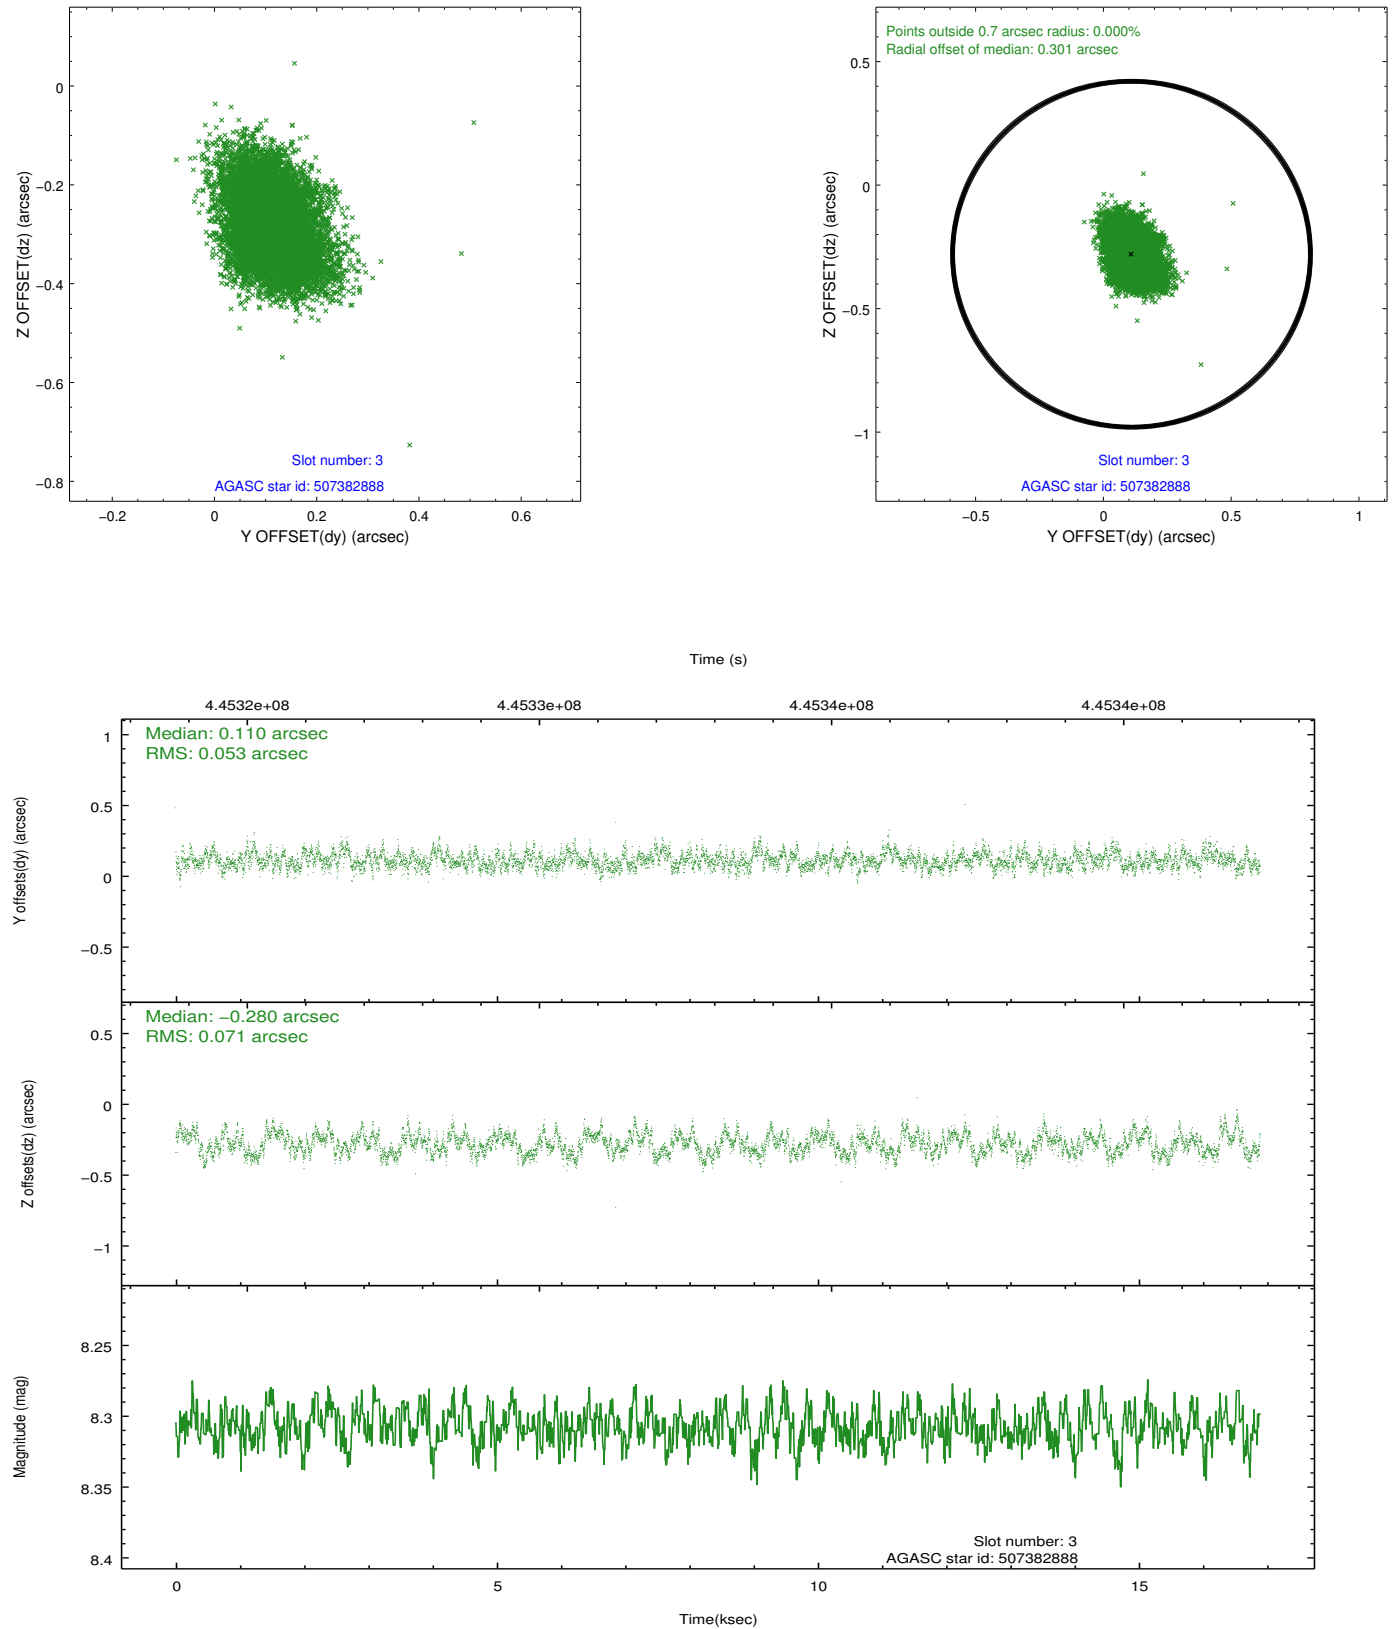 0
−0.2
−0.4
−0.6
−0.8
Z OFFSET(dz) (arcsec)
Slot number: 3
AGASC star id: 507382888
−0.2 0 0.2 0.4 0.6
Y OFFSET(dy) (arcsec)
Points outside 0.7 arcsec radius: 0.000%
Radial offset of median: 0.301 arcsec
0.5
0
−0.5
−1
Z OFFSET(dz) (arcsec)
Slot number: 3
AGASC star id: 507382888
−0.5 0 0.5 1
Y OFFSET(dy) (arcsec)
Time (s)
4.4532e+08 4.4533e+08 4.4534e+08 4.4534e+08
Median: 0.110 arcsec
RMS: 0.053 arcsec
1
0.5
0
−0.5
Y offsets(dy) (arcsec)
Median: −0.280 arcsec
RMS: 0.071 arcsec
0.5
0
−0.5
−1
Z offsets(dz) (arcsec)
8.25
8.3
8.35
8.4
Magnitude (mag)
Slot number: 3
AGASC star id: 507382888
0 5 10 15
Time(ksec)